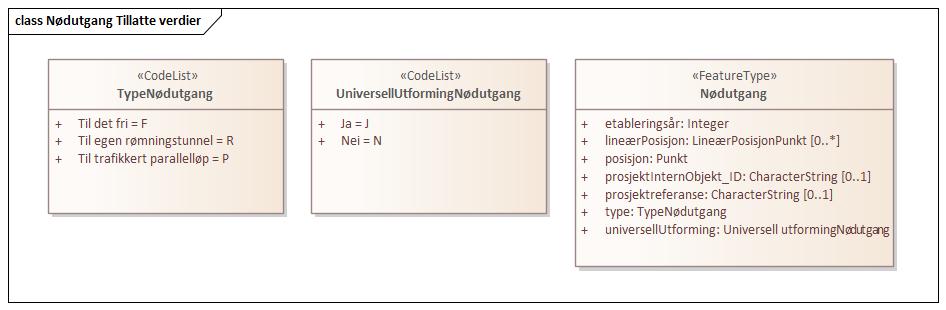 class Nødutgang Tillatte verdier
«CodeList»
TypeNødutgang
+ Til det fri = F
+ Til egen rømningstunnel = R
+ Til trafikkert parallelløp = P
«CodeList»
UniversellUtformingNødutgang
+ Ja = J
+ Nei = N
«FeatureType»
Nødutgang
+ etableringsår: Integer
+ lineærPosisjon: LineærPosisjonPunkt [0..*]
+ posisjon: Punkt
+ prosjektInternObjekt_ID: CharacterString [0..1]
+ prosjektreferanse: CharacterString [0..1]
+ type: TypeNødutgang
+ universellUtforming: Universell utformingNødutgang